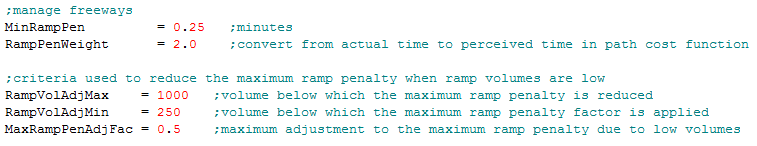 ;manage freeways
MinRampPen = 0.25 ;minutes
RampPenWeight = 2.0 ;convert from actual time to perceived time in path cost function
;criteria used to reduce the maximum ramp penalty when ramp volumes are low
RampVolAdjMax = 1000 ;volume below which the maximum ramp penalty is reduced
RampVolAdjMin = 250 ;volume below which the maximum ramp penalty factor is applied
MaxRampPenAdjFac = 0.5 ;maximum adjustment to the maximum ramp penalty due to low volumes